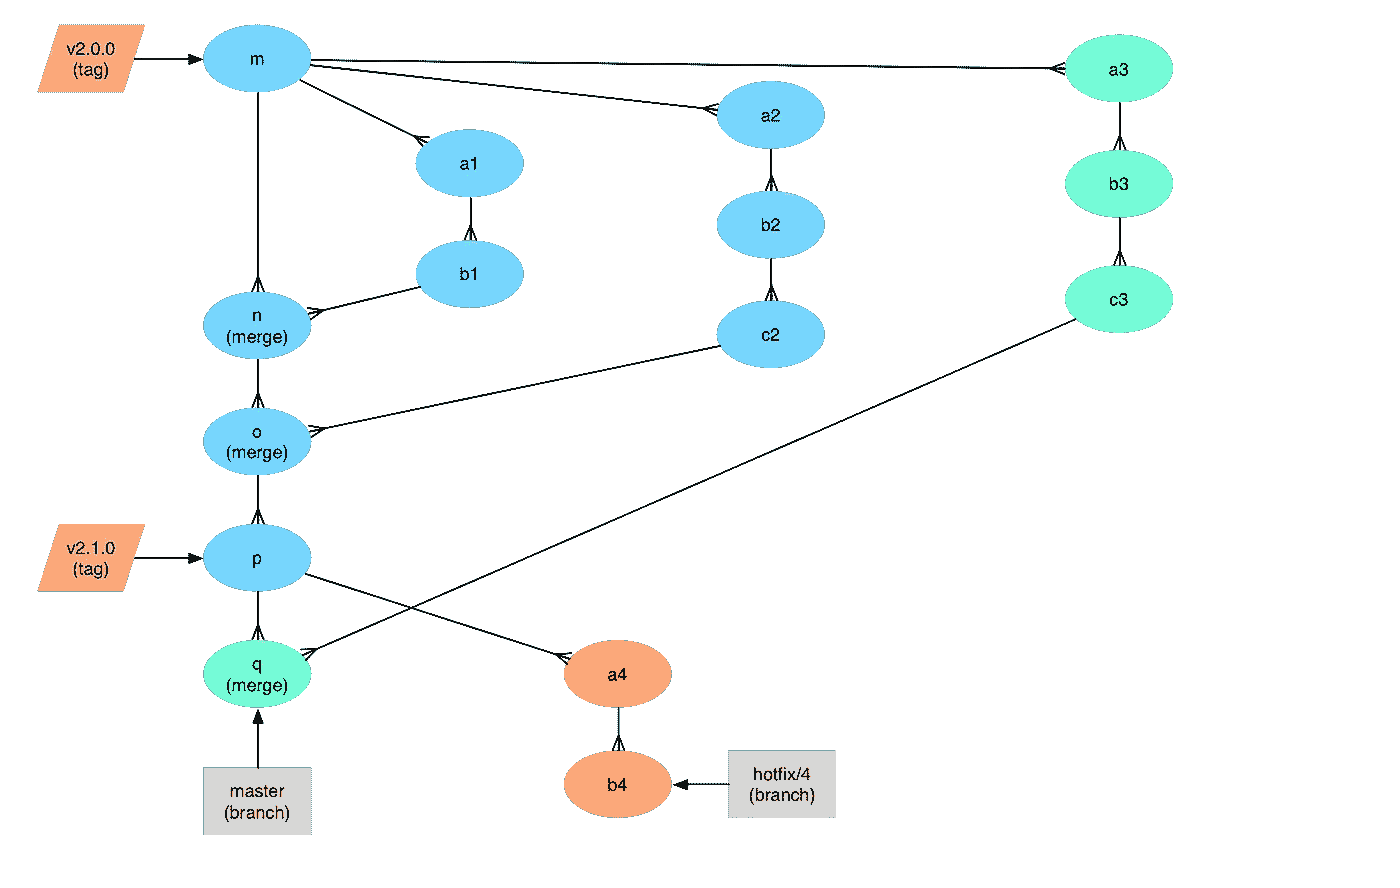 v2.0.0
(tag)
m
a3
a2
a1
b3
b2
b1
c3
n
(merge)
c2
o
(merge)
v2.1.0
(tag)
p
q
(merge)
a4
master
(branch)
b4
hotfix/4
(branch)